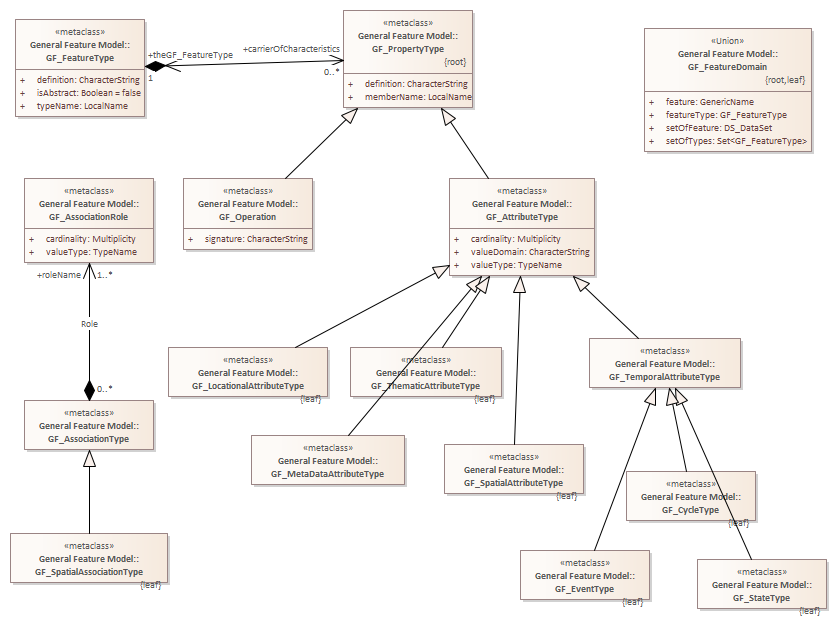 «metaclass»
General Feature Model::
GF_FeatureType
+ definition: CharacterString
+ isAbstract: Boolean = false
+ typeName: LocalName
+theGF_FeatureType
1
+carrierOfCharacteristics
0..*
«metaclass»
General Feature Model::
GF_PropertyType
{root}
+ definition: CharacterString
+ memberName: LocalName
«Union»
General Feature Model::
GF_FeatureDomain
{root,leaf}
+ feature: GenericName
+ featureType: GF_FeatureType
+ setOfFeature: DS_DataSet
+ setOfTypes: Set<GF_FeatureType>
«metaclass»
General Feature Model::
GF_AssociationRole
+ cardinality: Multiplicity
+ valueType: TypeName
«metaclass»
General Feature Model::
GF_Operation
+ signature: CharacterString
«metaclass»
General Feature Model::
GF_AttributeType
+ cardinality: Multiplicity
+ valueDomain: CharacterString
+ valueType: TypeName
+roleName
1..*
Role
0..*
«metaclass»
General Feature Model::
GF_LocationalAttributeType
{leaf}
«metaclass»
General Feature Model::
GF_ThematicAttributeType
{leaf}
«metaclass»
General Feature Model::
GF_TemporalAttributeType
«metaclass»
General Feature Model::
GF_AssociationType
«metaclass»
General Feature Model::
GF_MetaDataAttributeType
«metaclass»
General Feature Model::
GF_SpatialAttributeType
{leaf}
«metaclass»
General Feature Model::
GF_CycleType
{leaf}
«metaclass»
General Feature Model::
GF_SpatialAssociationType
{leaf}
«metaclass»
General Feature Model::
GF_EventType
{leaf}
«metaclass»
General Feature Model::
GF_StateType
{leaf}